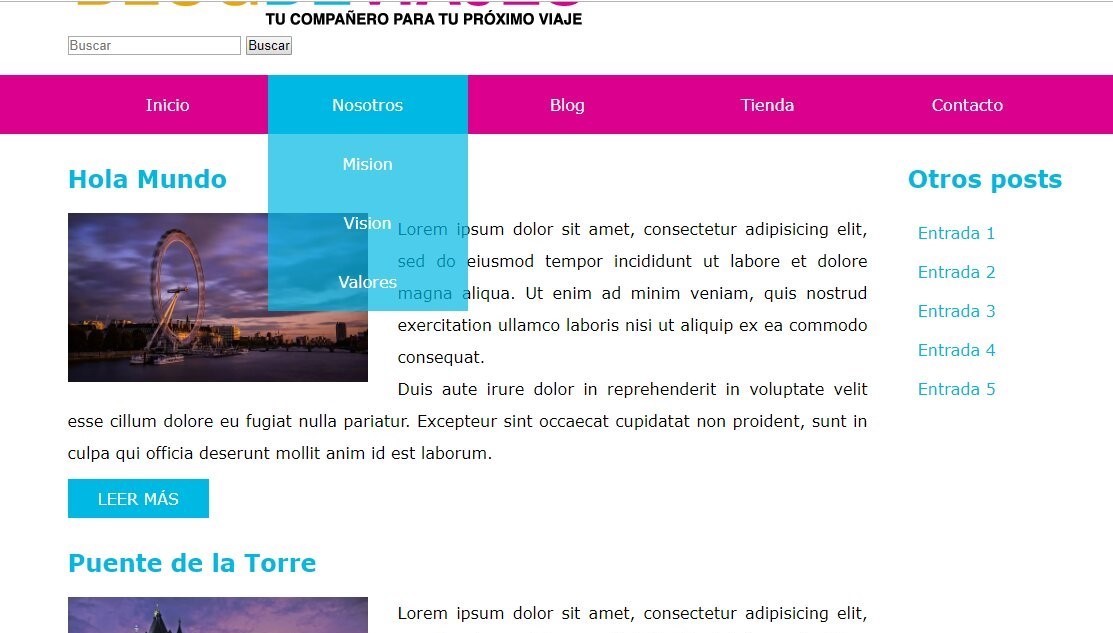 TU COMPAÑERO PARA TU PRÓXIMO VIAJE
Buscar Buscar
Inicio Nosotros Blog Tienda Contacto
Mision
Vision
Valores
Hola Mundo
Lorem ipsum dolor sit amet, consectetur adipisicing elit,
sed do eiusmod tempor incididunt ut labore et dolore
magna aliqua. Ut enim ad minim veniam, quis nostrud
exercitation ullamco laboris nisi ut aliquip ex ea commodo
consequat.
Duis aute irure dolor in reprehenderit in voluptate velit
esse cillum dolore eu fugiat nulla pariatur. Excepteur sint occaecat cupidatat non proident, sunt in
culpa qui officia deserunt mollit anim id est laborum.
LEER MÁS
Puente de la Torre
Lorem ipsum dolor sit amet, consectetur adipisicing elit,
Otros posts
Entrada 1
Entrada 2
Entrada 3
Entrada 4
Entrada 5